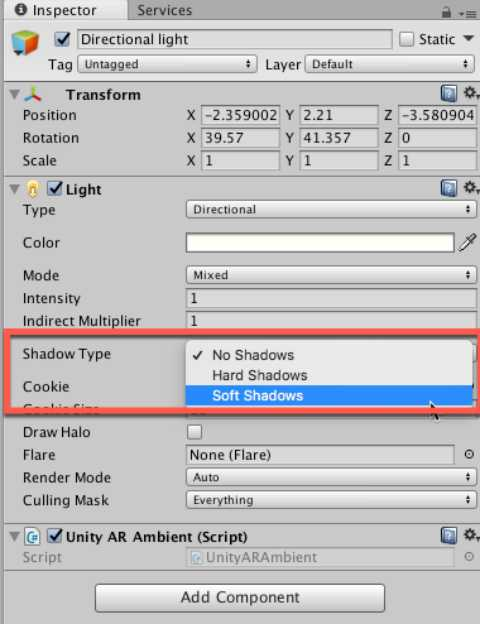 Inspector Services
Directional light Static
Tag Untagged Layer Default
Transform
Position X -2.359002 Y 2.21 Z -3.580904
Rotation X 39.57 Y 41.357 Z 0
Scale X 1 Y 1 Z 1
Light
Type Directional
Color
Mode Mixed
Intensity 1
Indirect Multiplier 1
Shadow Type ✓ No Shadows
Hard Shadows
Cookie
Soft Shadows
Cookie Size
Draw Halo
Flare None (Flare)
Render Mode Auto
Culling Mask Everything
Unity AR Ambient (Script)
Script UnityARAmbient
Add Component